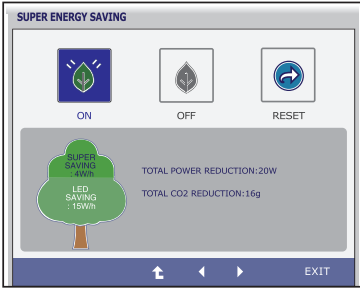 SUPER ENERGY SAVING
ON
OFF
RESET
SUPER
SAVING
: 4W/h
LED
SAVING
: 15W/h
TOTAL POWER REDUCTION:20W
TOTAL CO2 REDUCTION:16g
EXIT